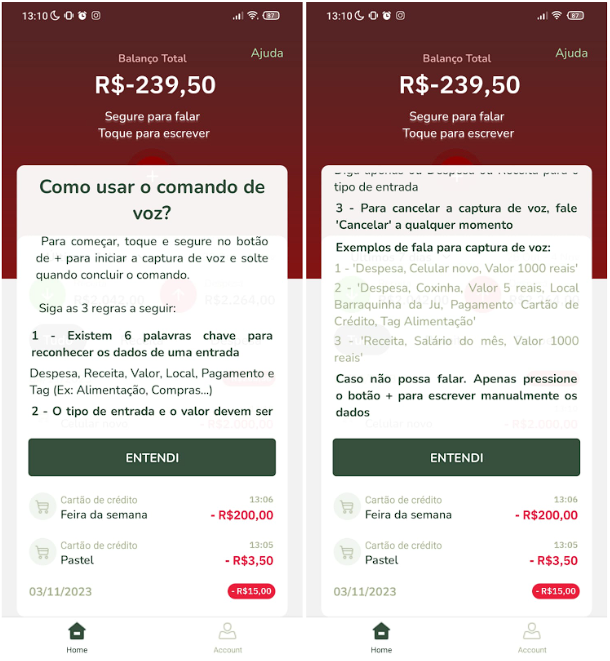 13:10
87
Ajuda
Balanço Total
R$-239,50
Segure para falar
Toque para escrever
Como usar o comando de
voz?
Para começar, toque e segure no botão
de + para iniciar a captura de voz e solte
quando concluir o comando.
R$2.042,00
R$2.264,00
Siga as 3 regras a seguir:
1 - Existem 6 palavras chave para
reconhecer os dados de uma entrada
Despesa, Receita, Valor, Local, Pagamento e
Tag (Ex: Alimentação, Compras...)
2 - O tipo de entrada e o valor devem ser
Celular novo
- R$2.000,00
ENTENDI
Cartão de crédito
13:06
Feira da semana
- R$200,00
Cartão de crédito
13:05
Pastel
- R$3,50
03/11/2023
- R$15,00
Home
Account
13:10
87
Ajuda
Balanço Total
R$-239,50
Segure para falar
Toque para escrever
tipo de entrada
3 - Para cancelar a captura de voz, fale
'Cancelar' a qualquer momento
Exemplos de fala para captura de voz:
1 - 'Despesa, Celular novo, Valor 1000 reais'
2 - 'Despesa, Coxinha, Valor 5 reais, Local
Barraquinha da Ju, Pagamento Cartão de
Crédito, Tag Alimentação'
3 - 'Receita, Salário do mês, Valor 1000
reais'
Caso não possa falar. Apenas pressione
o botão + para escrever manualmente os
dados
Celular novo
- R$2.000,00
ENTENDI
Cartão de crédito
13:06
Feira da semana
- R$200,00
Cartão de crédito
13:05
Pastel
- R$3,50
03/11/2023
- R$15,00
Home
Account